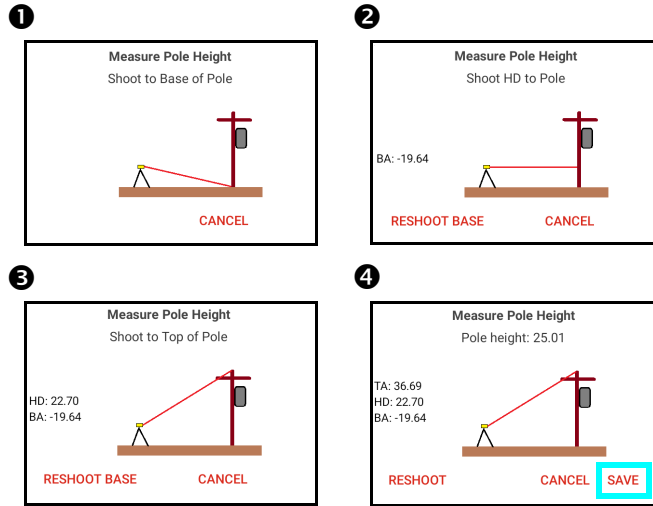 ❶
Measure Pole Height
Shoot to Base of Pole
CANCEL
❷
Measure Pole Height
Shoot HD to Pole
BA: -19.64
RESHOOT BASE CANCEL
❸
Measure Pole Height
Shoot to Top of Pole
HD: 22.70
BA: -19.64
RESHOOT BASE CANCEL
❹
Measure Pole Height
Pole height: 25.01
TA: 36.69
HD: 22.70
BA: -19.64
RESHOOT CANCEL SAVE